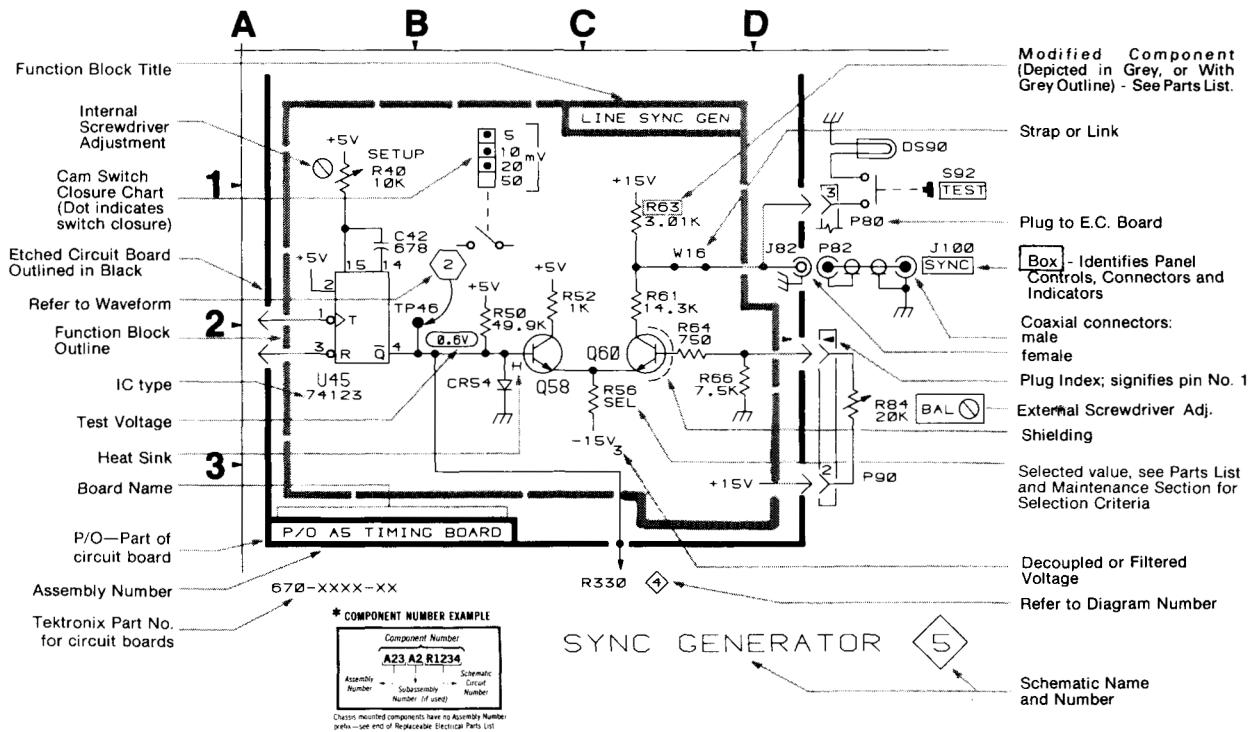 A B C D
Function Block Title
Internal
Screwdriver
Adjustment
1
Cam Switch
Closure Chart
(Dot indicates
switch closure)
Etched Circuit Board
Outlined in Black
Refer to Waveform
2
Function Block
Outline
IC type
Test Voltage
Heat Sink
3
Board Name
P/O—Part of
circuit board
Assembly Number
Tektronix Part No.
for circuit boards
LINE SYNC GEN
+5V
SETUP
R40
10K
5
10
20
50
mV
C42
678
+5V
15 14
2
1
T
3
R
Q̅
4
U45
74123
2
TP46
0.6V
+5V
R50
49.9K
CR54
H
+5V
R52
1K
Q58
+15V
R63
3.01K
W16
R61
14.3K
Q60
R64
750
R56
SEL
-15V3
R66
7.5K
+15V
P/O A5 TIMING BOARD
670-XXXX-XX
R330
4
DS90
S92
TEST
3
P80
J82
P82
J100
SYNC
R84
20K
BAL
2
P90
Modified Component
(Depicted in Grey, or With
Grey Outline) - See Parts List.
Strap or Link
Plug to E.C. Board
Box - Identifies Panel
Controls, Connectors and
Indicators
Coaxial connectors:
male
female
Plug Index; signifies pin No. 1
External Screwdriver Adj.
Shielding
Selected value, see Parts List
and Maintenance Section for
Selection Criteria
Decoupled or Filtered
Voltage
Refer to Diagram Number
Schematic Name
and Number
SYNC GENERATOR 5
* COMPONENT NUMBER EXAMPLE
Component Number
A23 A2 R1234
Assembly
Number
Subassembly
Number (if used)
Schematic
Circuit
Number
Chassis mounted components have no Assembly Number
prefix—see end of Replaceable Electrical Parts List